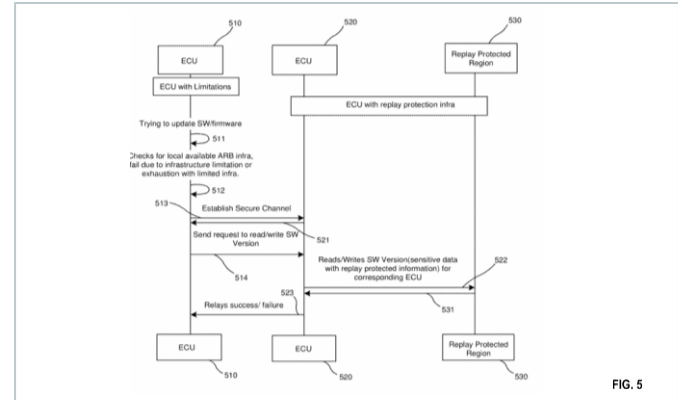 510
520
530
ECU
ECU
Replay Protected
Region
ECU with Limitations
ECU with replay protection infra
Trying to update SW/firmware
511
Checks for local available ARB infra,
fail due to infrastructure limitation or
exhaustion with limited infra.
512
513
Establish Secure Channel
521
Send request to read/write SW
Version
514
Reads/Writes SW Version(sensitive data
with replay protected information) for
corresponding ECU
522
523
531
Relays success/ failure
ECU
ECU
Replay Protected
Region
510
520
530
FIG. 5